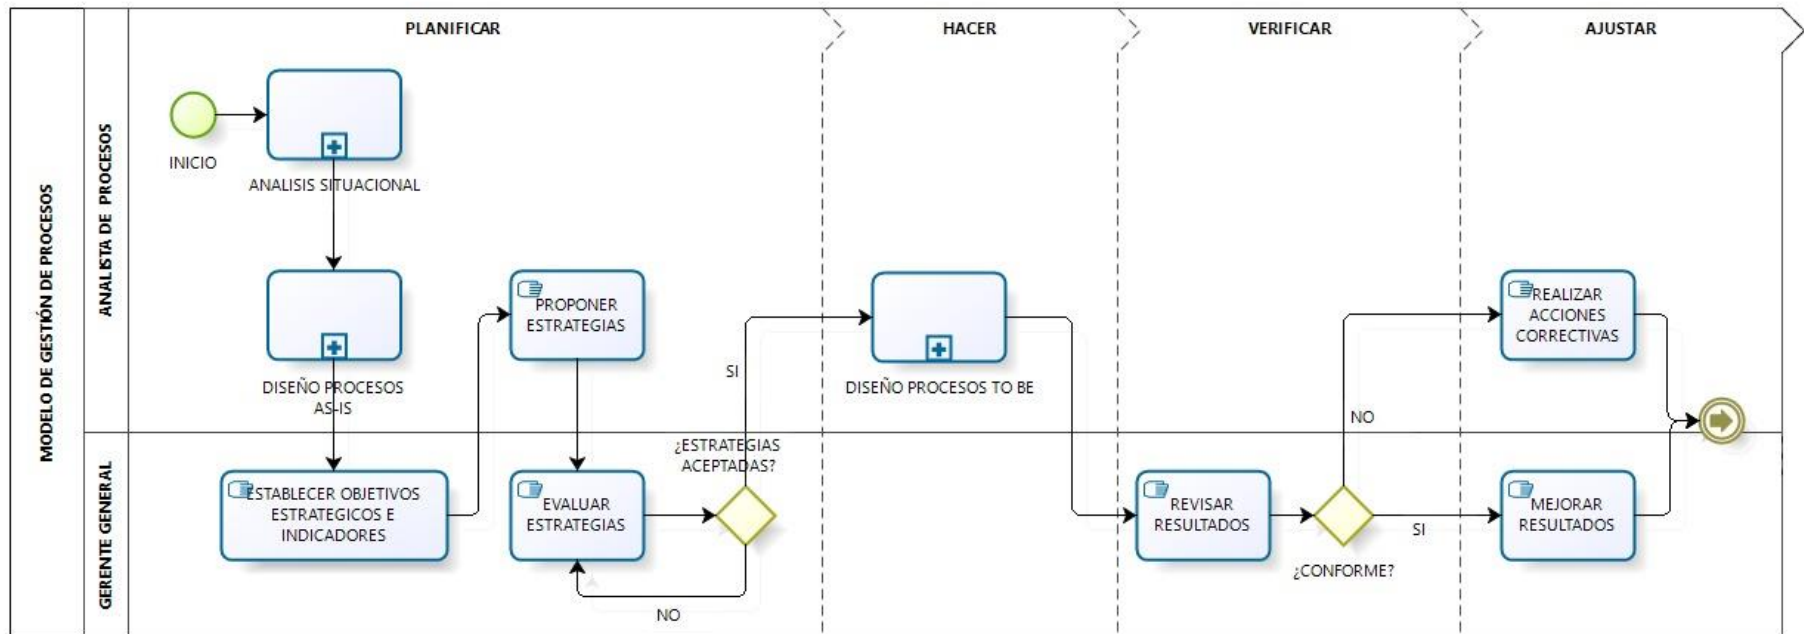 PLANIFICAR
HACER
VERIFICAR
AJUSTAR
MODELO DE GESTIÓN DE PROCESOS
ANALISTA DE PROCESOS
INICIO
ANALISIS SITUACIONAL
DISEÑO PROCESOS
AS-IS
PROPONER
ESTRATEGIAS
SI
DISEÑO PROCESOS TO BE
REALIZAR
ACCIONES
CORRECTIVAS
NO
GERENTE GENERAL
ESTABLECER OBJETIVOS
ESTRATEGICOS E
INDICADORES
EVALUAR
ESTRATEGIAS
¿ESTRATEGIAS
ACEPTADAS?
NO
REVISAR
RESULTADOS
¿CONFORME?
SI
MEJORAR
RESULTADOS